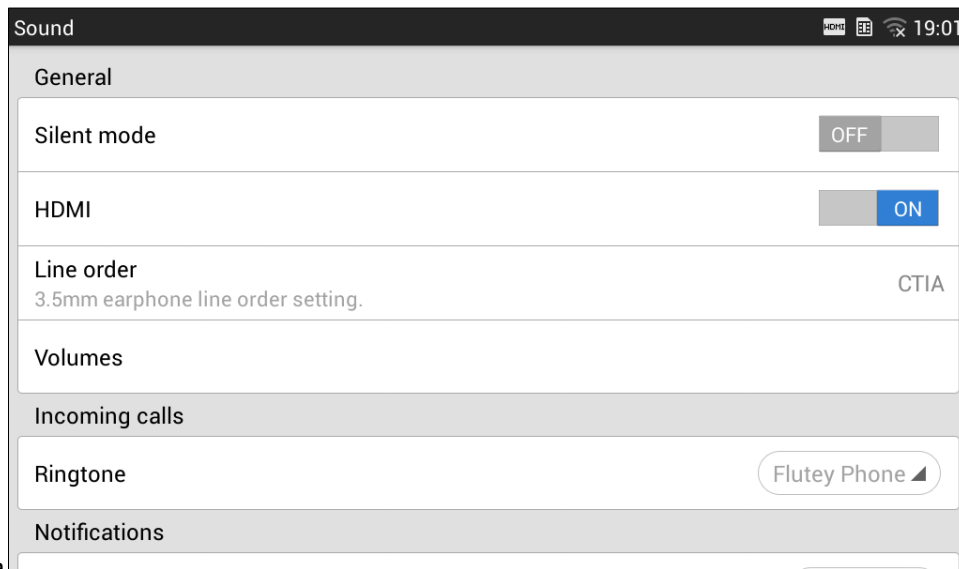 Sound
HDMI
19:01
General
Silent mode
OFF
HDMI
ON
Line order
3.5mm earphone line order setting.
CTIA
Volumes
Incoming calls
Ringtone
Flutey Phone
Notifications